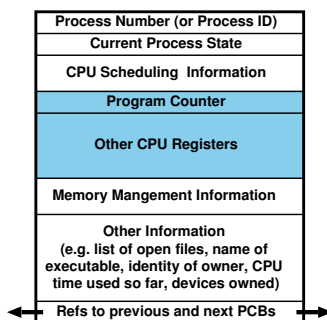 Process Number (or Process ID)
Current Process State
CPU Scheduling Information
Program Counter
Other CPU Registers
Memory Mangement Information
Other Information
(e.g. list of open files, name of
executable, identity of owner, CPU
time used so far, devices owned)
Refs to previous and next PCBs